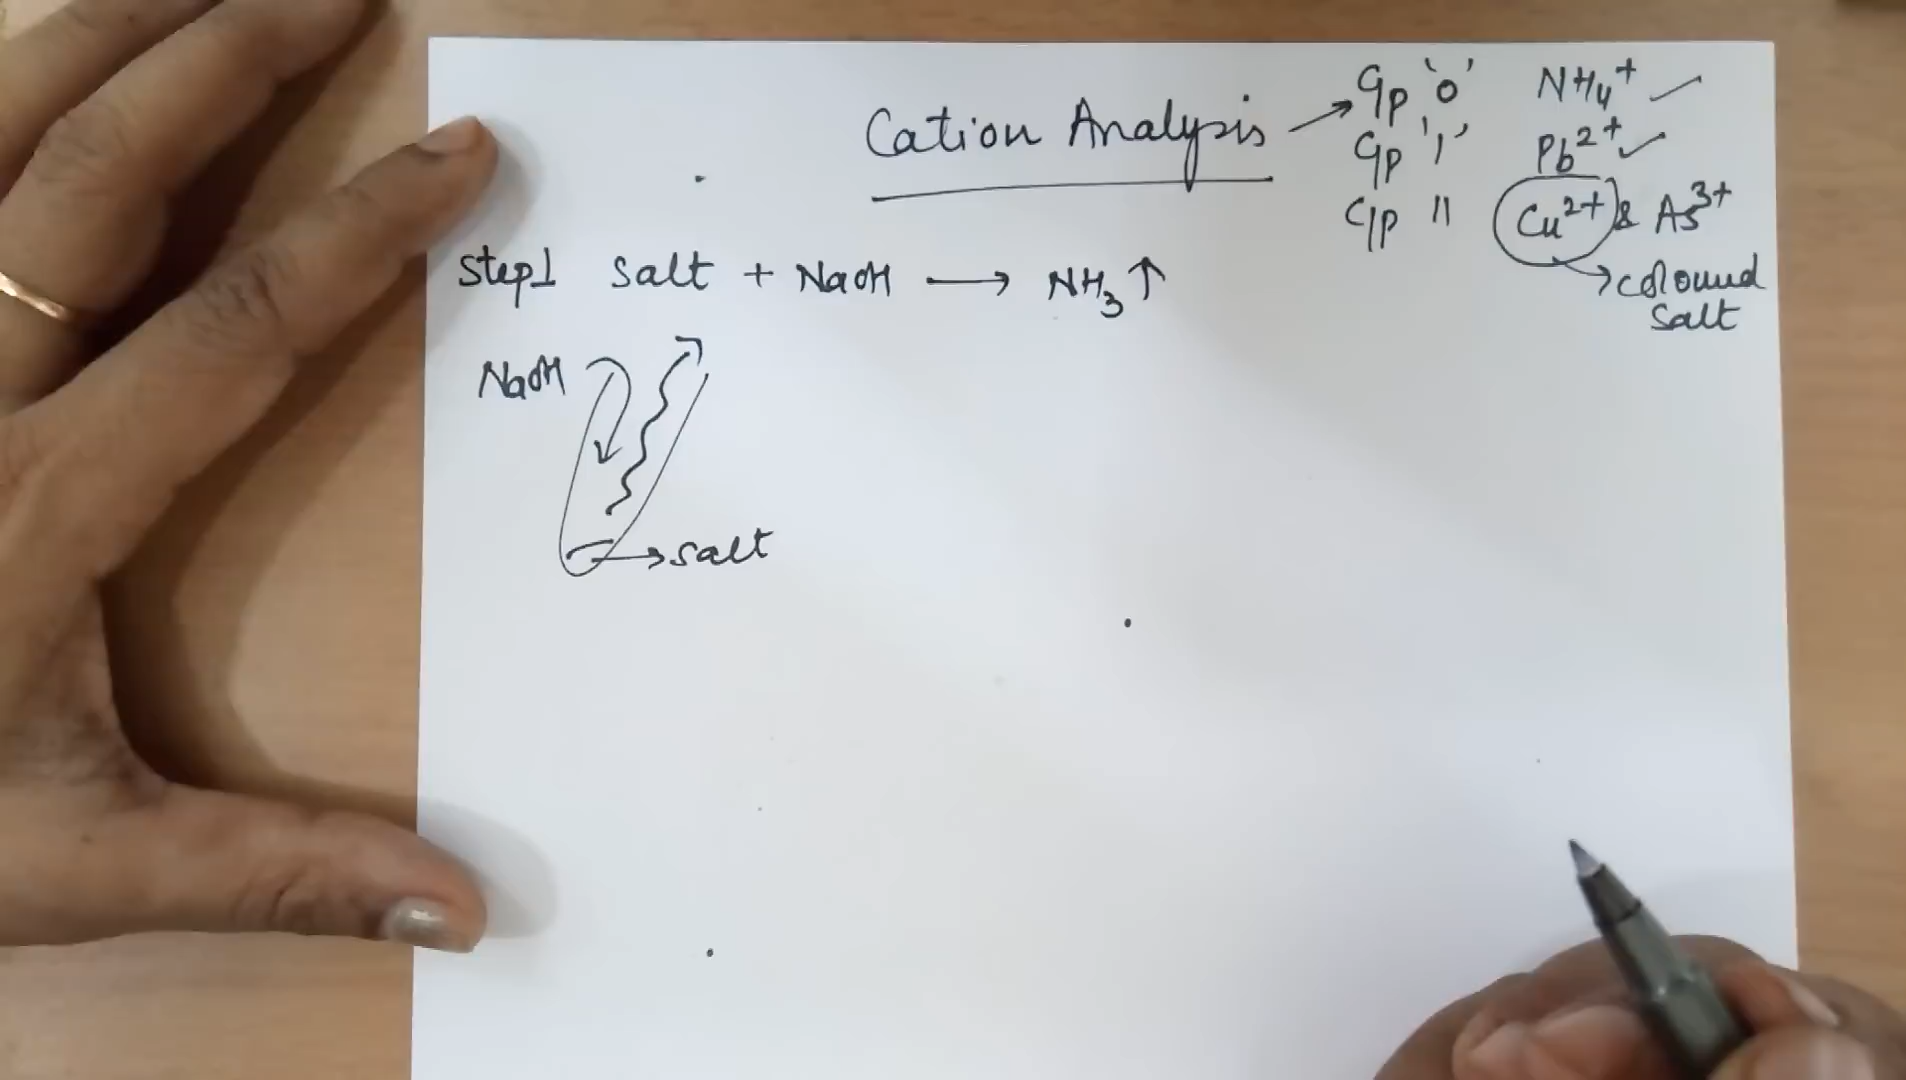 Cation Analysis → Gp '0' NH4+ ✓
Gp 'I' Pb2+ ✓
Gp II Cu2+ & As3+
→ coloured
salt
Step1 Salt + NaOH → NH3 ↑
NaOH
→ salt